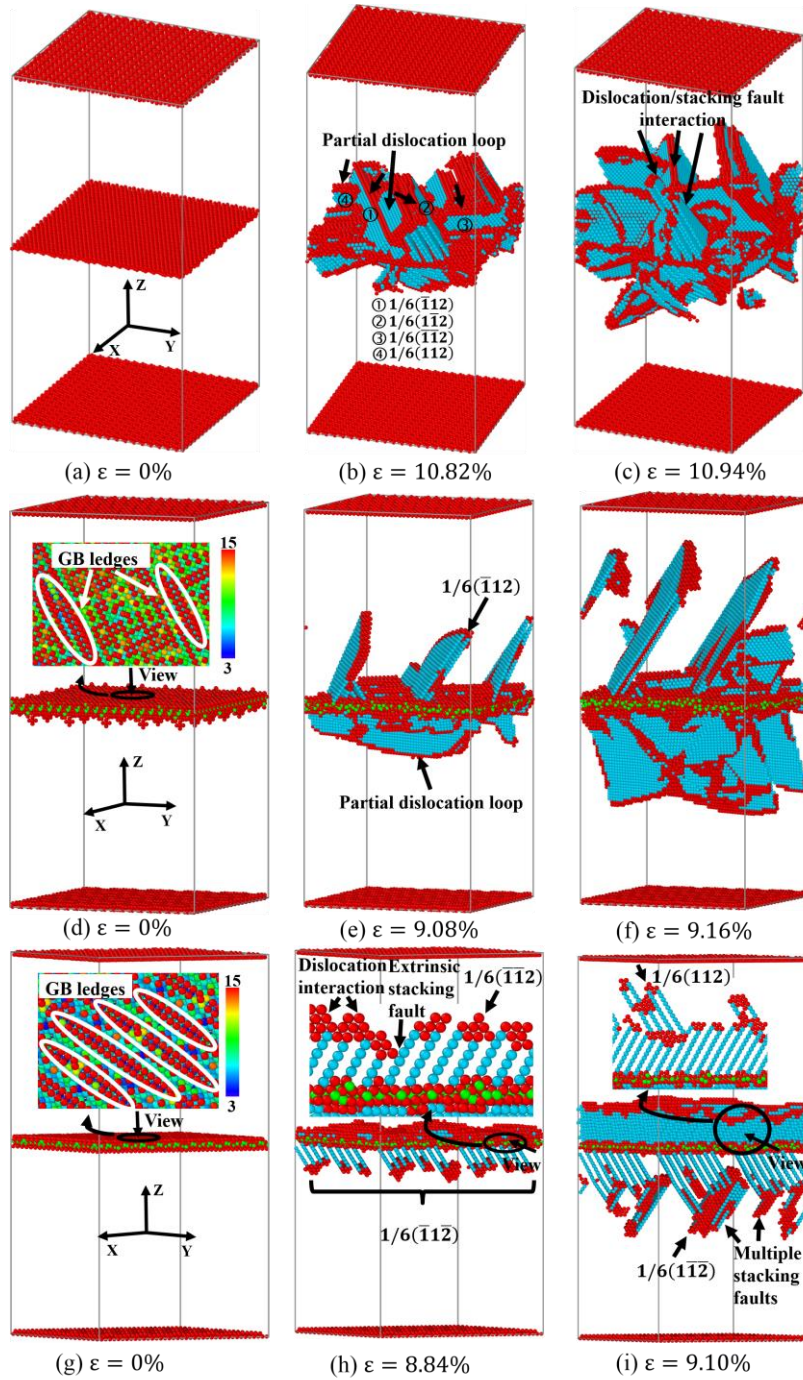 Partial dislocation loop
④
①
②
③
① 1/6(1̅12)
② 1/6(11̅2)
③ 1/6(1̅1̅2)
④ 1/6(112)
Dislocation/stacking fault
interaction
Z
X
Y
(a) ε = 0%
(b) ε = 10.82%
(c) ε = 10.94%
GB ledges
15
3
View
Z
X
Y
1/6(1̅12)
Partial dislocation loop
(d) ε = 0%
(e) ε = 9.08%
(f) ε = 9.16%
GB ledges
15
3
View
Z
X
Y
Dislocation
interaction
Extrinsic
stacking
fault
1/6(1̅1̅2)
View
1/6(1̅12̅)
1/6(112)
View
1/6(11̅2̅)
Multiple
stacking
faults
(g) ε = 0%
(h) ε = 8.84%
(i) ε = 9.10%